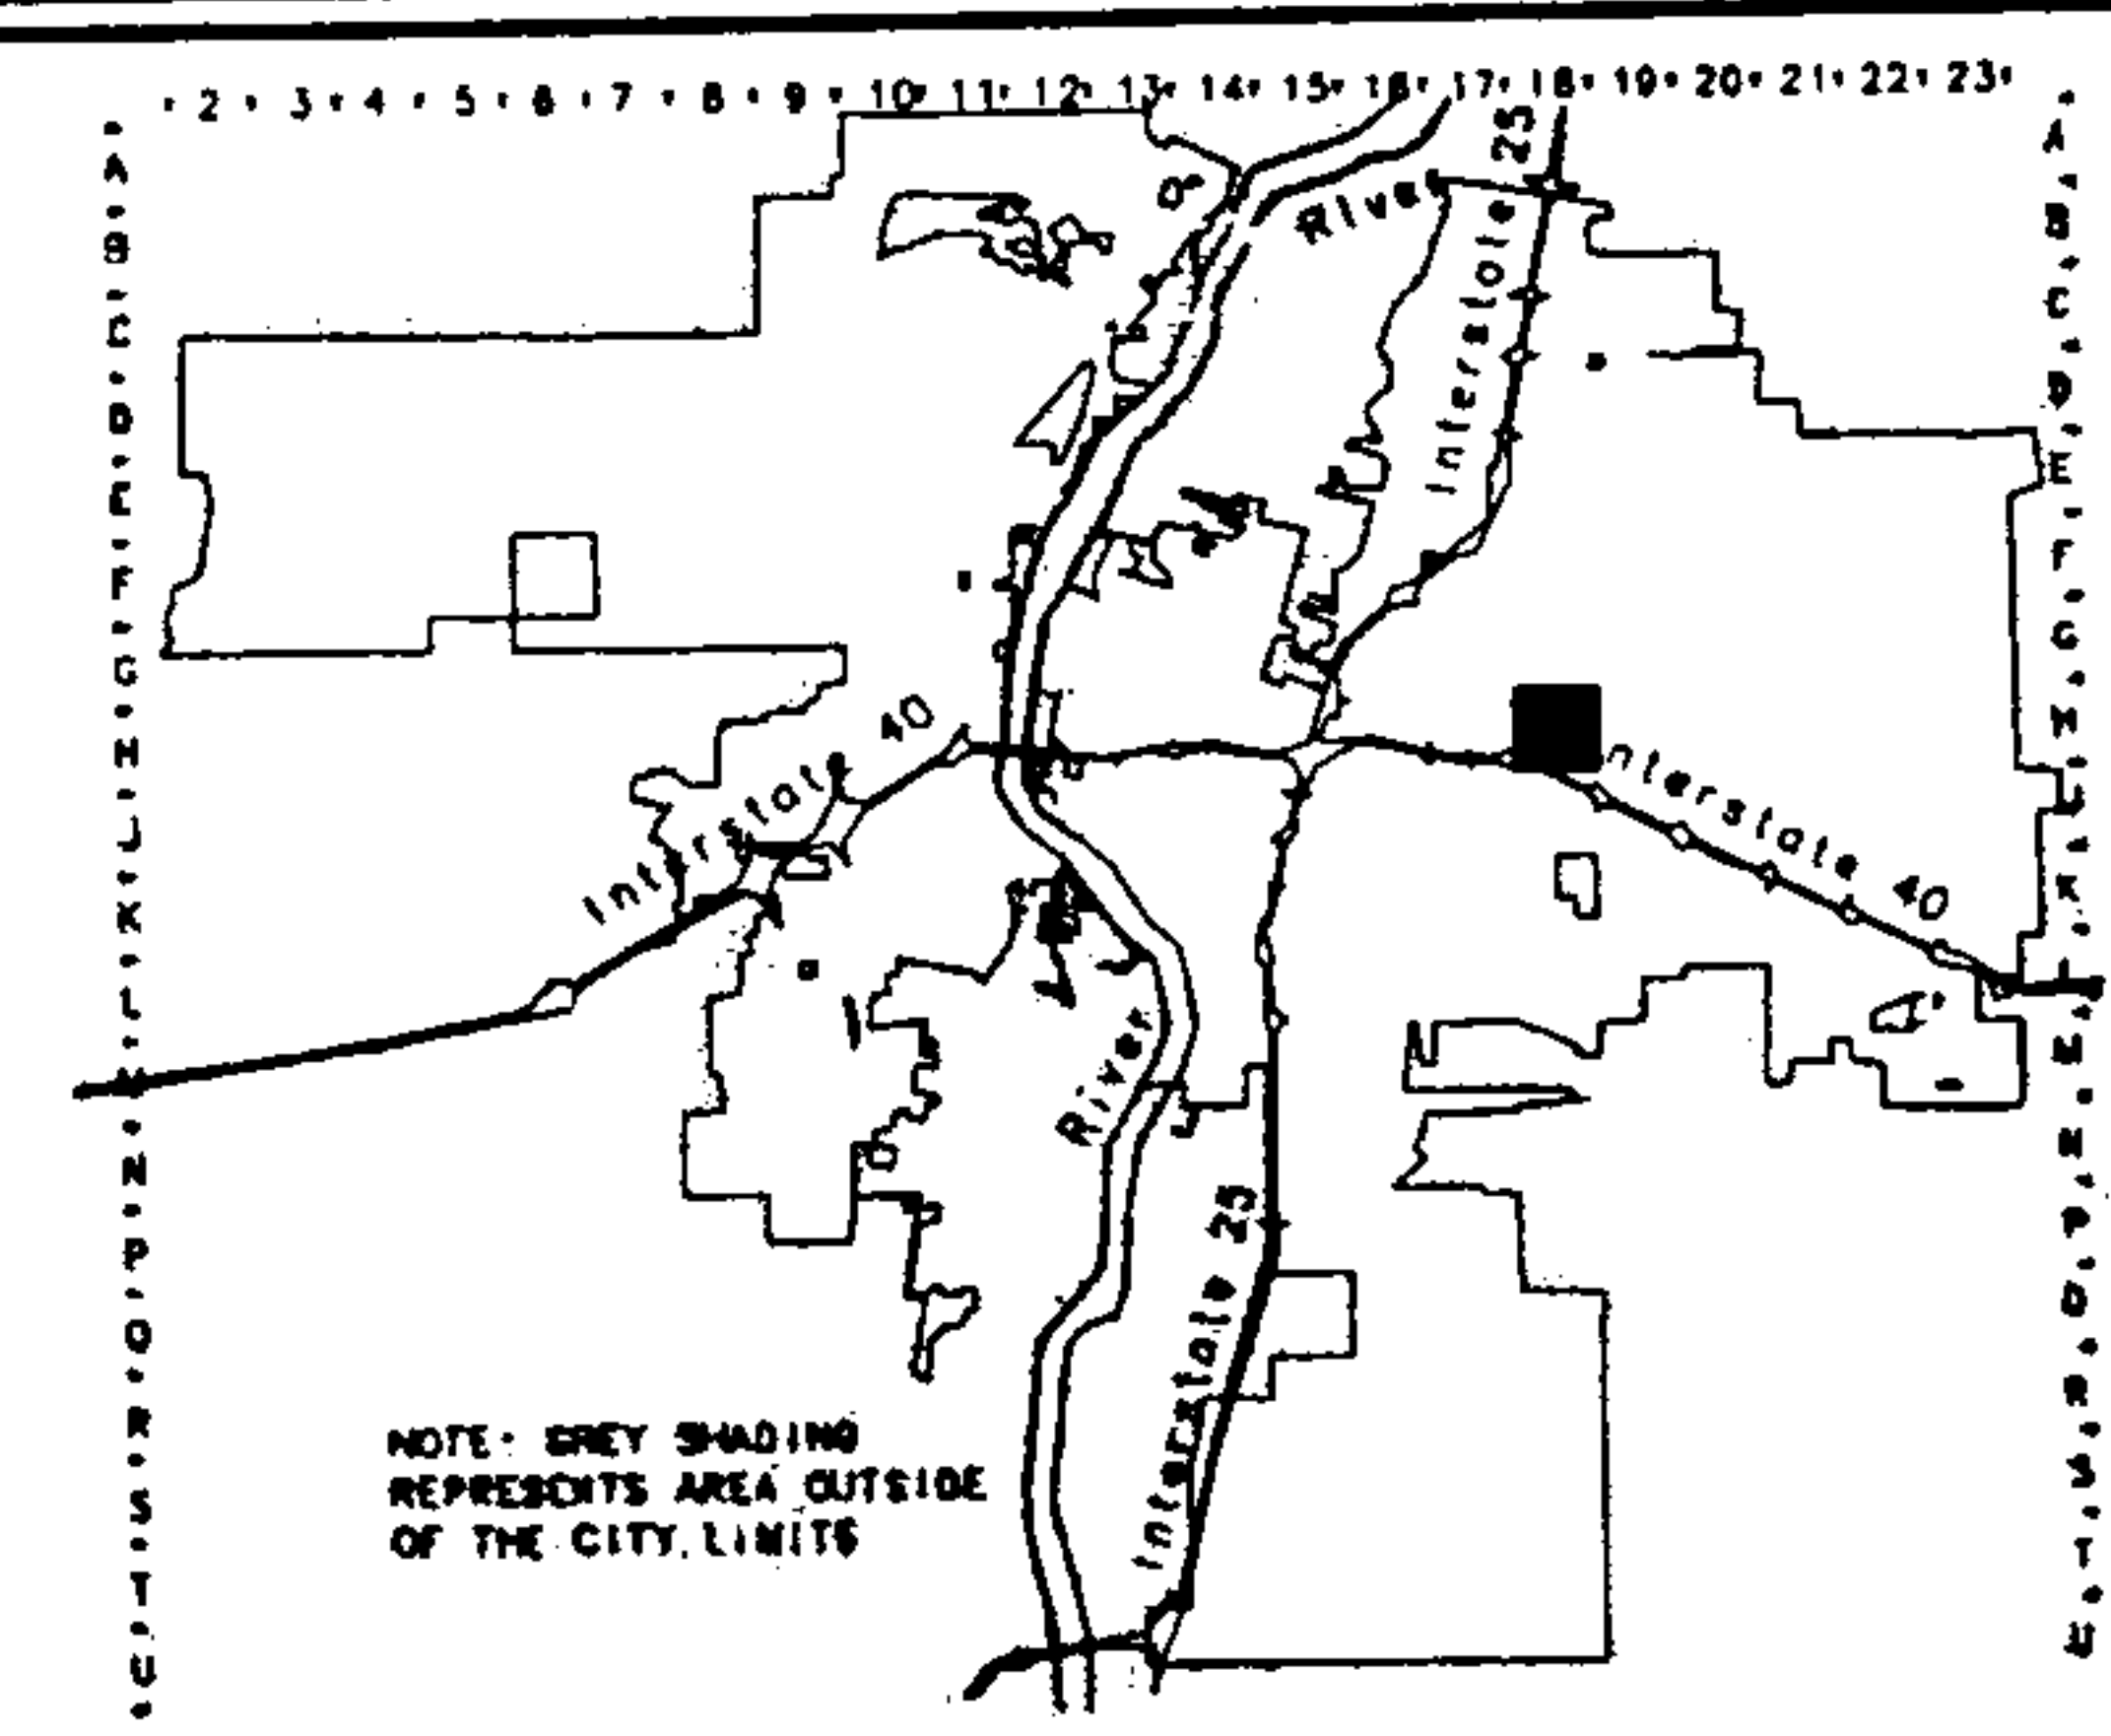 2 3 4 5 6 7 8 9 10 11 12 13 14 15 16 17 18 19 20 21 22 23
A
B
C
D
E
F
G
H
J
K
L
M
N
P
Q
R
S
T
U
River
Interstate 25
Interstate 40
Interstate 40
River
Interstate 25
NOTE: GREY SHADING
REPRESENTS AREA OUTSIDE
OF THE CITY LIMITS
A
B
C
D
E
F
G
H
J
K
L
M
N
P
Q
R
S
T
U